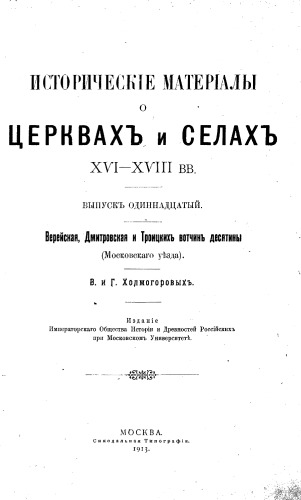 ИСТОРИЧЕСКІЕ МАТЕРІАЛЫ
О
ЦЕРКВАХЪ и СЕЛАХЪ
XVI—XVIII ВВ.
ВЫПУСКЪ ОДИННАДЦАТЫЙ.
Верейская, Дмитровская и Троицкихъ вотчинъ десятины
(Московскаго уѣзда).
В. и Г. Холмогоровыхъ.
Изданіе
Императорскаго Общества Исторіи и Древностей Россійскихъ
при Московскомъ Университетѣ.
МОСКВА.
Синодальная Типографія.
1913.